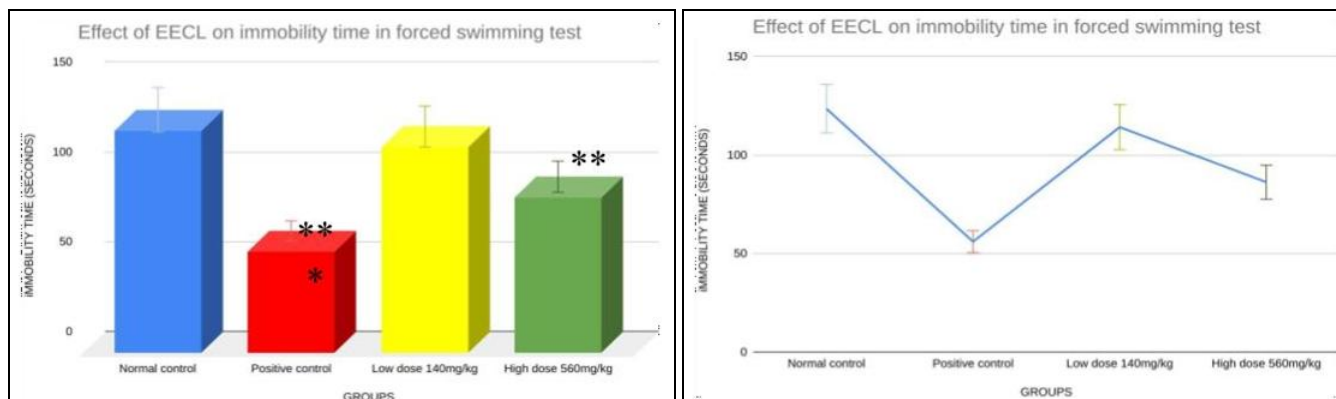 Effect of EECL on immobility time in forced swimming test
150
100
50
0
iMMOBILITY TIME (SECONDS)
**
*
**
Normal control
Positive control
Low dose 140mg/kg
High dose 560mg/kg
GROUPS
Effect of EECL on immobility time in forced swimming test
150
100
50
0
iMMOBILITY TIME (SECONDS)
Normal control
Positive control
Low dose 140mg/kg
High dose 560mg/kg
GROUPS